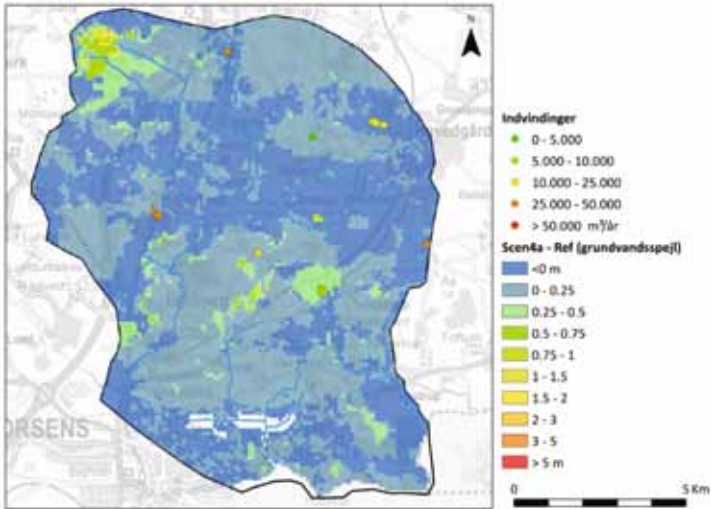 N
ORSENS
Indvindinger
0 - 5.000
5.000 - 10.000
10.000 - 25.000
25.000 - 50.000
> 50.000 m³/år
Scen4a - Ref (grundvandsspejl)
<0 m
0 - 0.25
0.25 - 0.5
0.5 - 0.75
0.75 - 1
1 - 1.5
1.5 - 2
2 - 3
3 - 5
> 5 m
0 5 Km